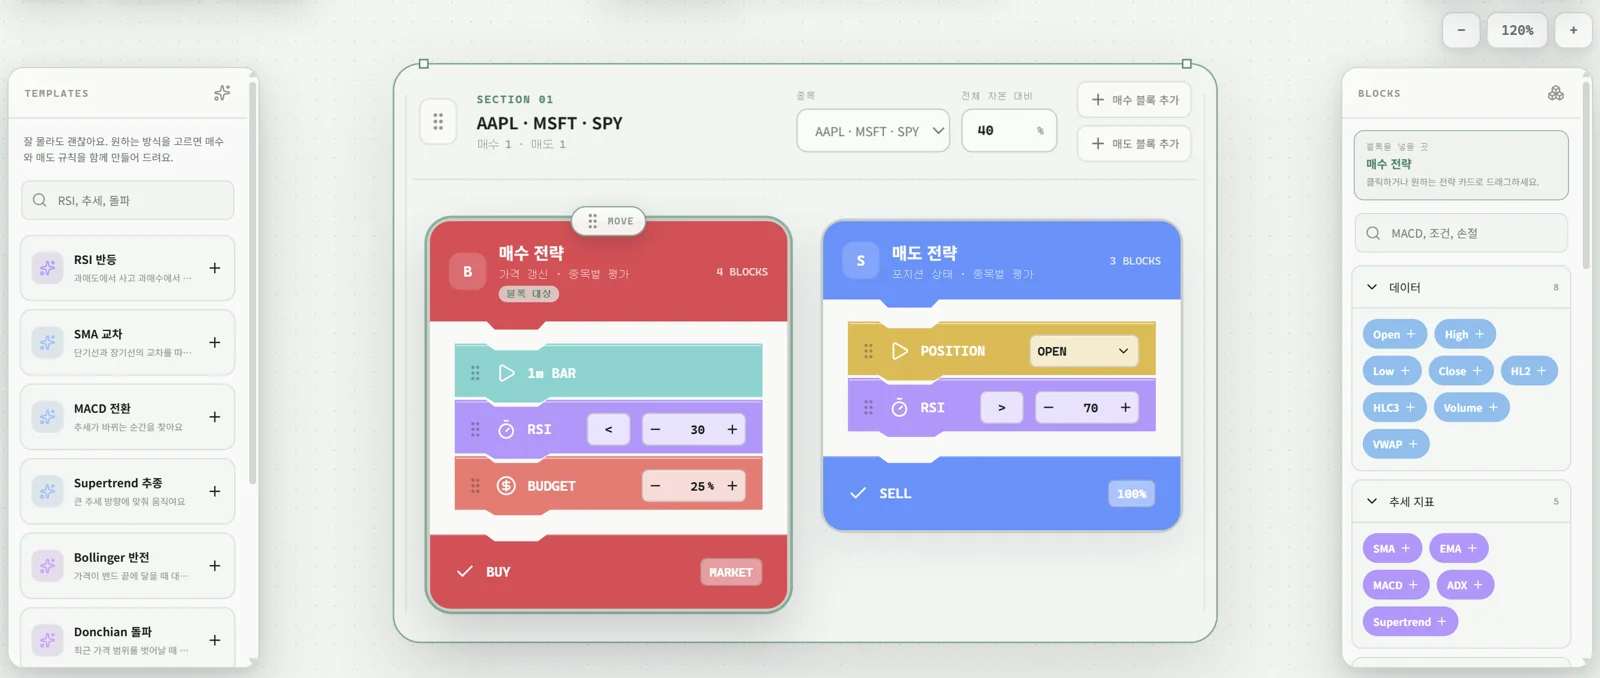 − 120% +
TEMPLATES
잘 몰라도 괜찮아요. 원하는 방식을 고르면 매수
와 매도 규칙을 함께 만들어 드려요.
RSI, 추세, 돌파
RSI 반등
과매도에서 사고 과매수에서 ···
SMA 교차
단기선과 장기선의 교차를 따···
MACD 전환
추세가 바뀌는 순간을 찾아요
Supertrend 추종
큰 추세 방향에 맞춰 움직여요
Bollinger 반전
가격이 밴드 끝에 닿을 때 대···
Donchian 돌파
최근 가격 범위를 벗어날 때 ···
SECTION 01
AAPL · MSFT · SPY
매수 1 · 매도 1
종목
AAPL · MSFT · SPY
전체 자본 대비
40 %
+ 매수 블록 추가
+ 매도 블록 추가
MOVE
B
매수 전략
가격 갱신 · 종목별 평가
블록 대상
4 BLOCKS
1m BAR
RSI < − 30 +
BUDGET − 25% +
BUY MARKET
S
매도 전략
포지션 상태 · 종목별 평가
3 BLOCKS
POSITION OPEN
RSI > − 70 +
SELL 100%
BLOCKS
블록을 넣을 곳
매수 전략
클릭하거나 원하는 전략 카드로 드래그하세요.
MACD, 조건, 손절
데이터 8
Open + High +
Low + Close + HL2 +
HLC3 + Volume +
VWAP +
추세 지표 5
SMA + EMA +
MACD + ADX +
Supertrend +